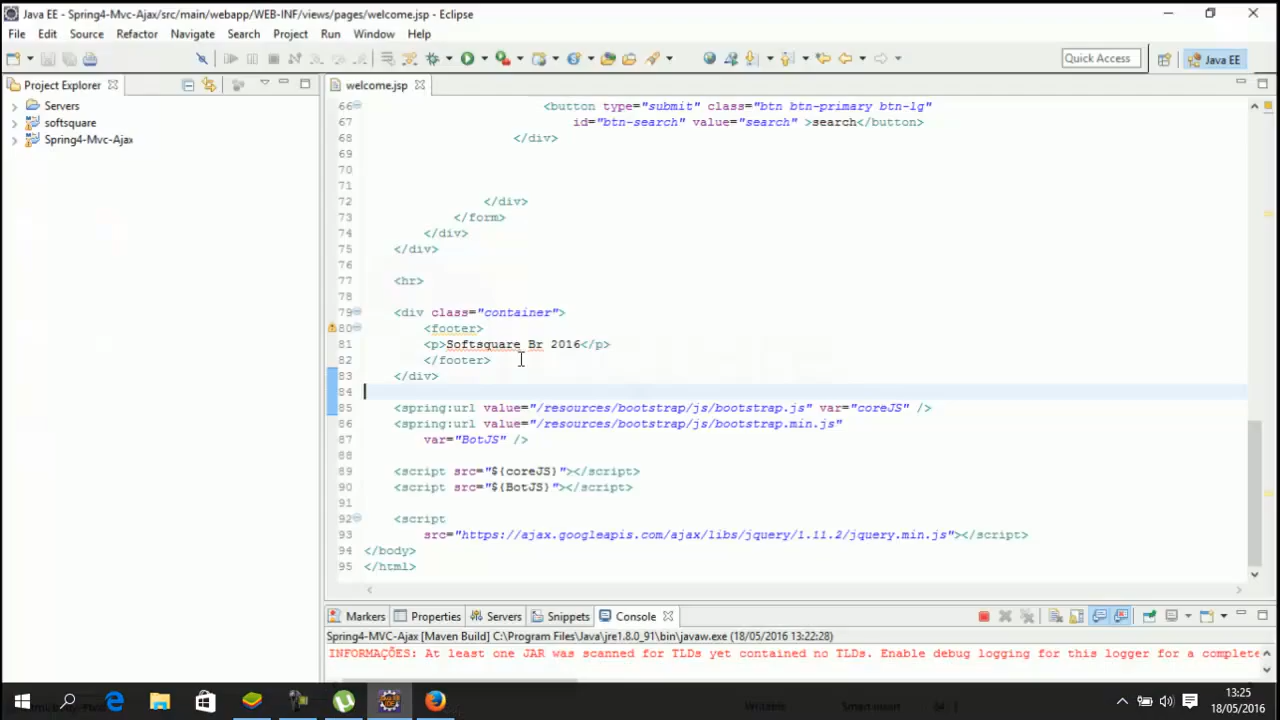 Java EE - Spring4-Mvc-Ajax/src/main/webapp/WEB-INF/views/pages/welcome.jsp - Eclipse
File Edit Source Refactor Navigate Search Project Run Window Help
Quick Access
Java EE
Project Explorer
welcome.jsp
Servers
softsquare
Spring4-Mvc-Ajax
66 <button type="submit" class="btn btn-primary btn-lg"
67 id="btn-search" value="search" >search</button>
68 </div>
69
70
71
72 </div>
73 </form>
74 </div>
75 </div>
76
77 <hr>
78
79 <div class="container">
80 <footer>
81 <p>Softsquare Br 2016</p>
82 </footer>
83 </div>
84
85 <spring:url value="/resources/bootstrap/js/bootstrap.js" var="coreJS" />
86 <spring:url value="/resources/bootstrap/js/bootstrap.min.js"
87 var="BotJS" />
88
89 <script src="${coreJS}"></script>
90 <script src="${BotJS}"></script>
91
92 <script
93 src="https://ajax.googleapis.com/ajax/libs/jquery/1.11.2/jquery.min.js"></script>
94 </body>
95 </html>
Markers Properties Servers Snippets Console
Spring4-MVC-Ajax [Maven Build] C:\Program Files\Java\jre1.8.0_91\bin\javaw.exe (18/05/2016 13:22:28)
INFORMAÇÕES: At least one JAR was scanned for TLDs yet contained no TLDs. Enable debug logging for this logger for a complete
Writable Smart Insert
13:25
18/05/2016